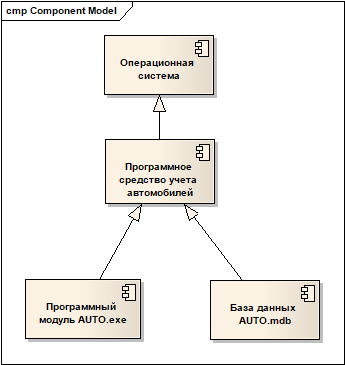 cmp Component Model
Операционная
система
Программное
средство учета
автомобилей
Программный
модуль AUTO.exe
База данных
AUTO.mdb